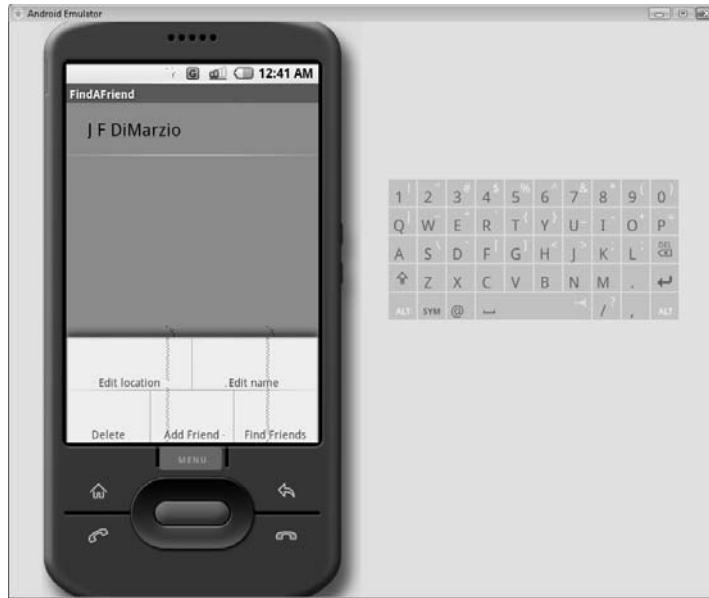 Android Emulator
G 12:41 AM
FindAFriend
J F DiMarzio
Edit location Edit name
Delete Add Friend Find Friends
MENU
1 ! 2 3 # 4 $ 5 % 6 ^ 7 & 8 * 9 ( 0 )
Q W E R T { Y } U I O P
A S \ D F [ G ] H < J > K ; L : DEL
Z X C V B N M .
ALT SYM @ / ? , ALT